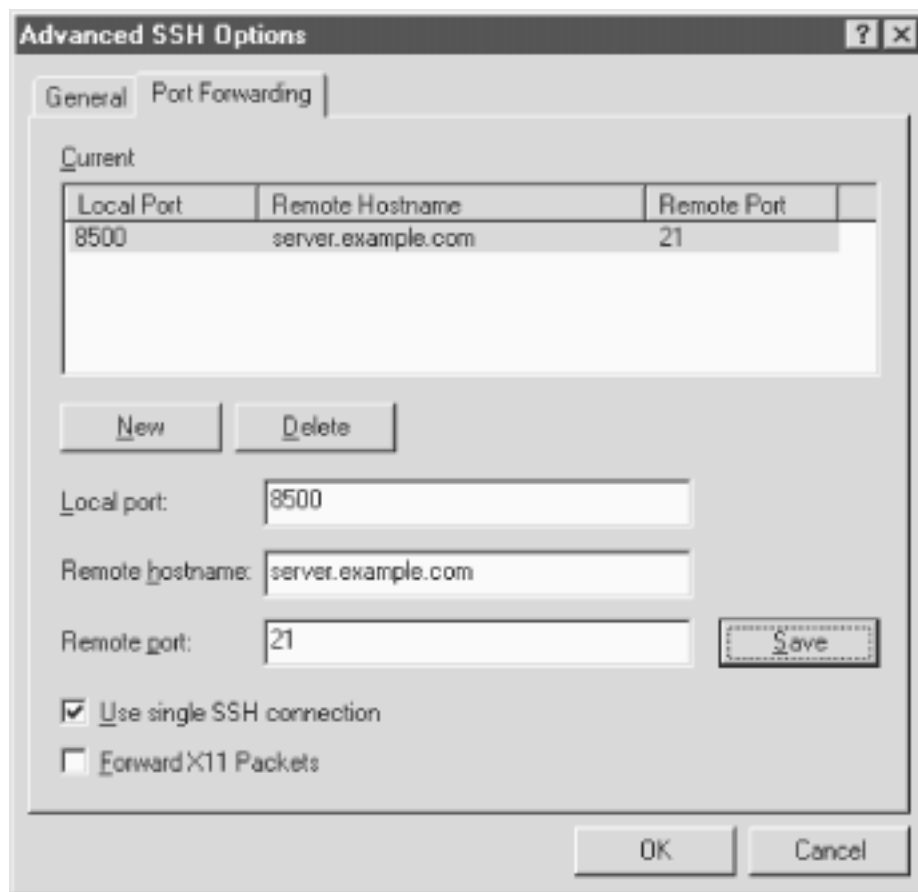 Advanced SSH Options
General Port Forwarding
Current
Local Port Remote Hostname Remote Port
8500 server.example.com 21
New Delete
Local port: 8500
Remote hostname: server.example.com
Remote port: 21 Save
Use single SSH connection
Forward X11 Packets
OK Cancel